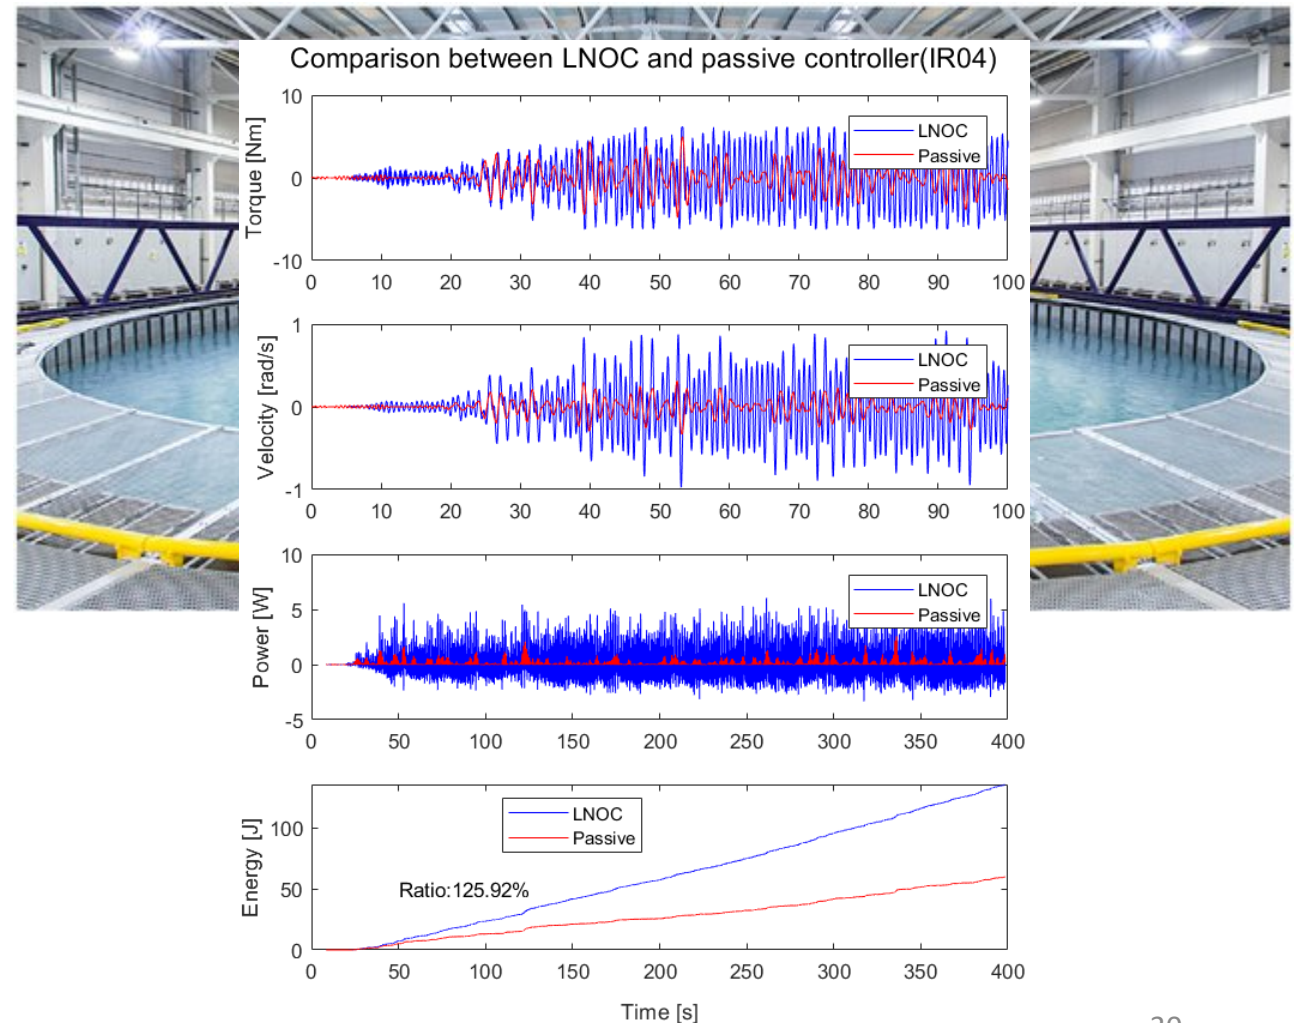 Comparison between LNOC and passive controller(IR04)
Torque [Nm]
10
0
-10
LNOC
Passive
0 10 20 30 40 50 60 70 80 90 100
Velocity [rad/s]
1
0
-1
LNOC
Passive
0 10 20 30 40 50 60 70 80 90 100
Power [W]
10
5
0
-5
LNOC
Passive
0 50 100 150 200 250 300 350 400
Energy [J]
100
50
0
LNOC
Passive
Ratio:125.92%
0 50 100 150 200 250 300 350 400
Time [s]